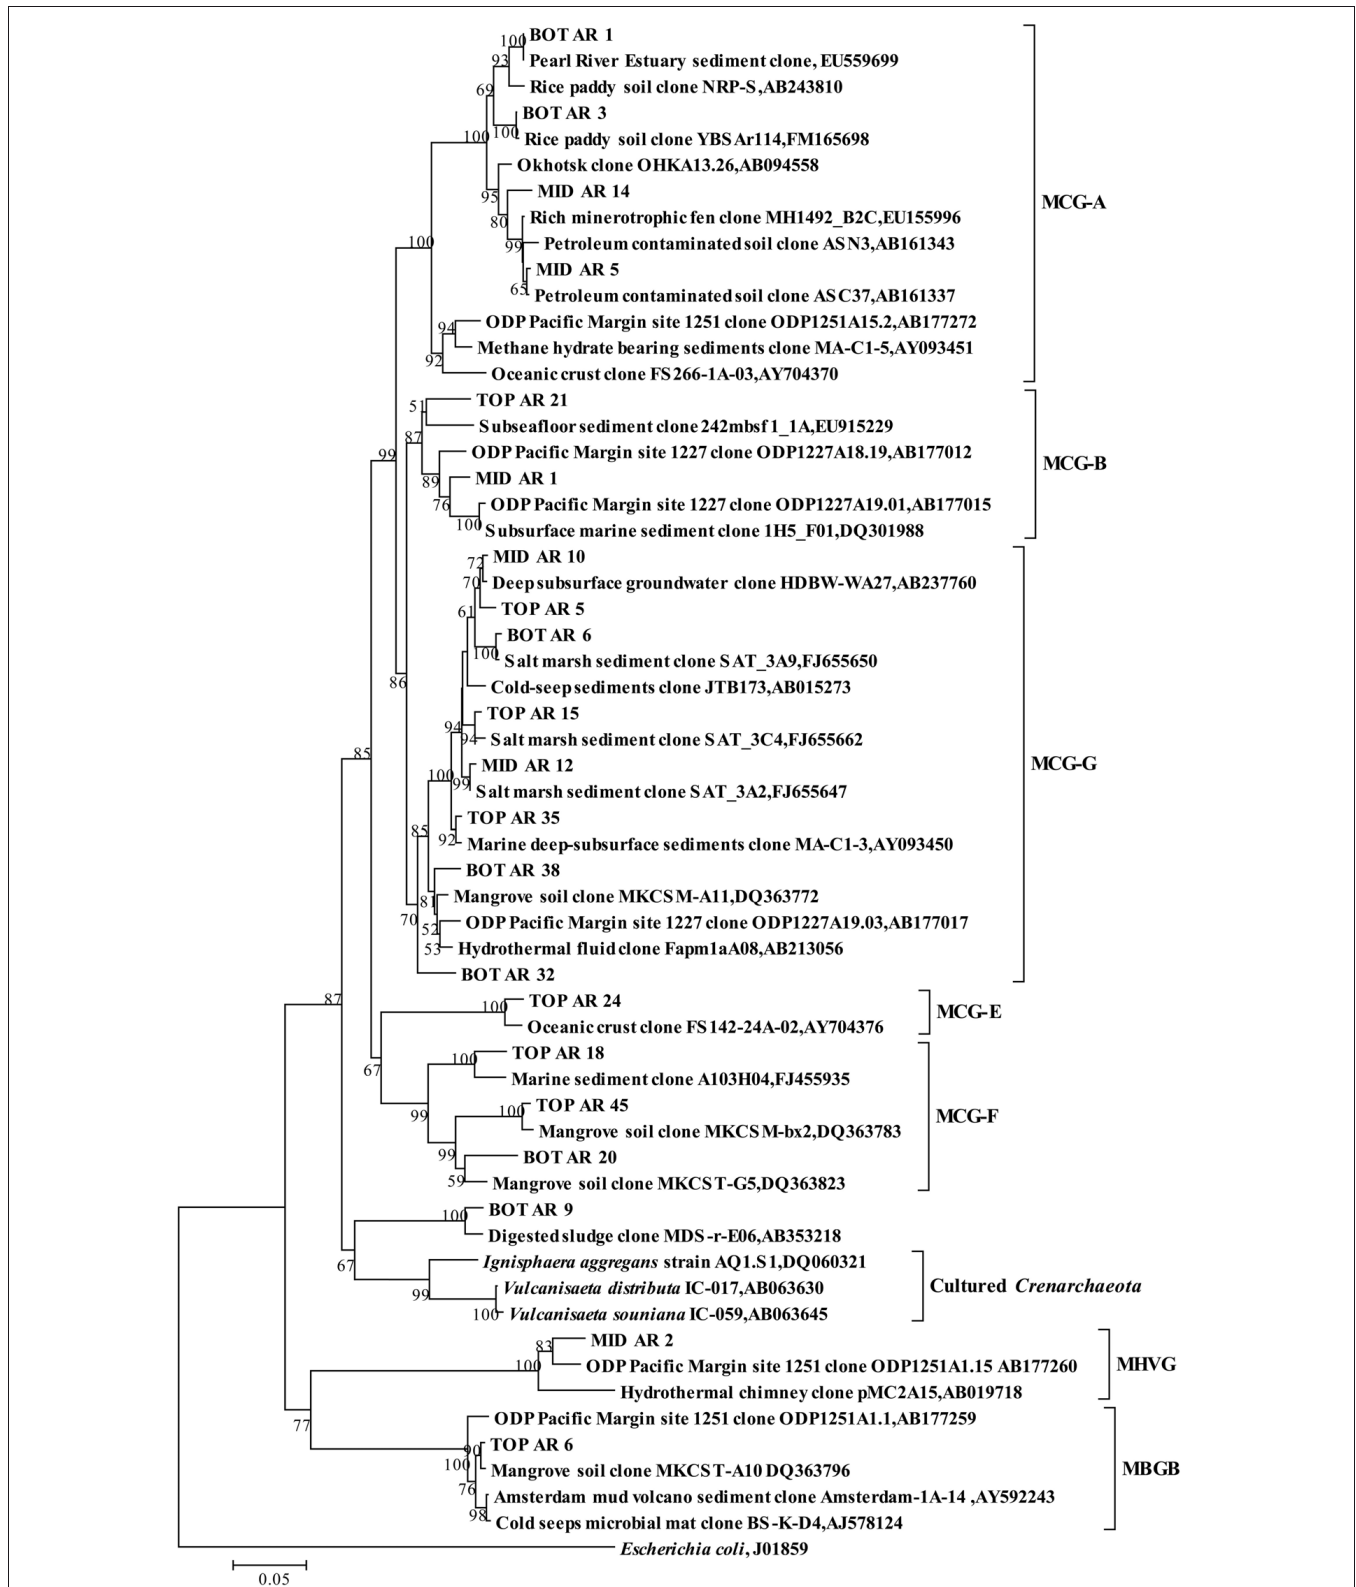 BOT AR 1
Pearl River Estuary sediment clone, EU559699
Rice paddy soil clone NRP-S,AB243810
BOT AR 3
Rice paddy soil clone YBSAr114,FM165698
Okhotsk clone OHKA13.26,AB094558
MID AR 14
Rich minerotrophic fen clone MH1492_B2C,EU155996
Petroleum contaminated soil clone ASN3,AB161343
MID AR 5
Petroleum contaminated soil clone ASC37,AB161337
ODP Pacific Margin site 1251 clone ODP1251A15.2,AB177272
Methane hydrate bearing sediments clone MA-C1-5,AY093451
Oceanic crust clone FS266-1A-03,AY704370
MCG-A
100
93
69
100
100
95
80
99
65
100
94
92
TOP AR 21
Subseafloor sediment clone 242mbsf1_1A,EU915229
ODP Pacific Margin site 1227 clone ODP1227A18.19,AB177012
MID AR 1
ODP Pacific Margin site 1227 clone ODP1227A19.01,AB177015
Subsurface marine sediment clone 1H5_F01,DQ301988
MCG-B
51
87
99
89
76
100
MID AR 10
Deep subsurface groundwater clone HDBW-WA27,AB237760
TOP AR 5
BOT AR 6
Salt marsh sediment clone SAT_3A9,FJ655650
Cold-seep sediments clone JTB173,AB015273
TOP AR 15
Salt marsh sediment clone SAT_3C4,FJ655662
MID AR 12
Salt marsh sediment clone SAT_3A2,FJ655647
TOP AR 35
Marine deep-subsurface sediments clone MA-C1-3,AY093450
BOT AR 38
Mangrove soil clone MKCSM-A11,DQ363772
ODP Pacific Margin site 1227 clone ODP1227A19.03,AB177017
Hydrothermal fluid clone Fapm1aA08,AB213056
BOT AR 32
MCG-G
72
70
61
100
86
94
94
85
100
99
85
92
81
70
52
53
TOP AR 24
Oceanic crust clone FS142-24A-02,AY704376
MCG-E
87
100
TOP AR 18
Marine sediment clone A103H04,FJ455935
TOP AR 45
Mangrove soil clone MKCSM-bx2,DQ363783
BOT AR 20
Mangrove soil clone MKCST-G5,DQ363823
MCG-F
100
67
99
100
99
59
BOT AR 9
Digested sludge clone MDS-r-E06,AB353218
100
67
Ignisphaera aggregans strain AQ1.S1,DQ060321
Vulcanisaeta distributa IC-017,AB063630
Vulcanisaeta souniana IC-059,AB063645
Cultured Crenarchaeota
99
100
MID AR 2
ODP Pacific Margin site 1251 clone ODP1251A1.15 AB177260
Hydrothermal chimney clone pMC2A15,AB019718
MHVG
83
100
77
ODP Pacific Margin site 1251 clone ODP1251A1.1,AB177259
TOP AR 6
Mangrove soil clone MKCST-A10 DQ363796
Amsterdam mud volcano sediment clone Amsterdam-1A-14 ,AY592243
Cold seeps microbial mat clone BS-K-D4,AJ578124
MBGB
90
100
76
98
Escherichia coli, J01859
0.05